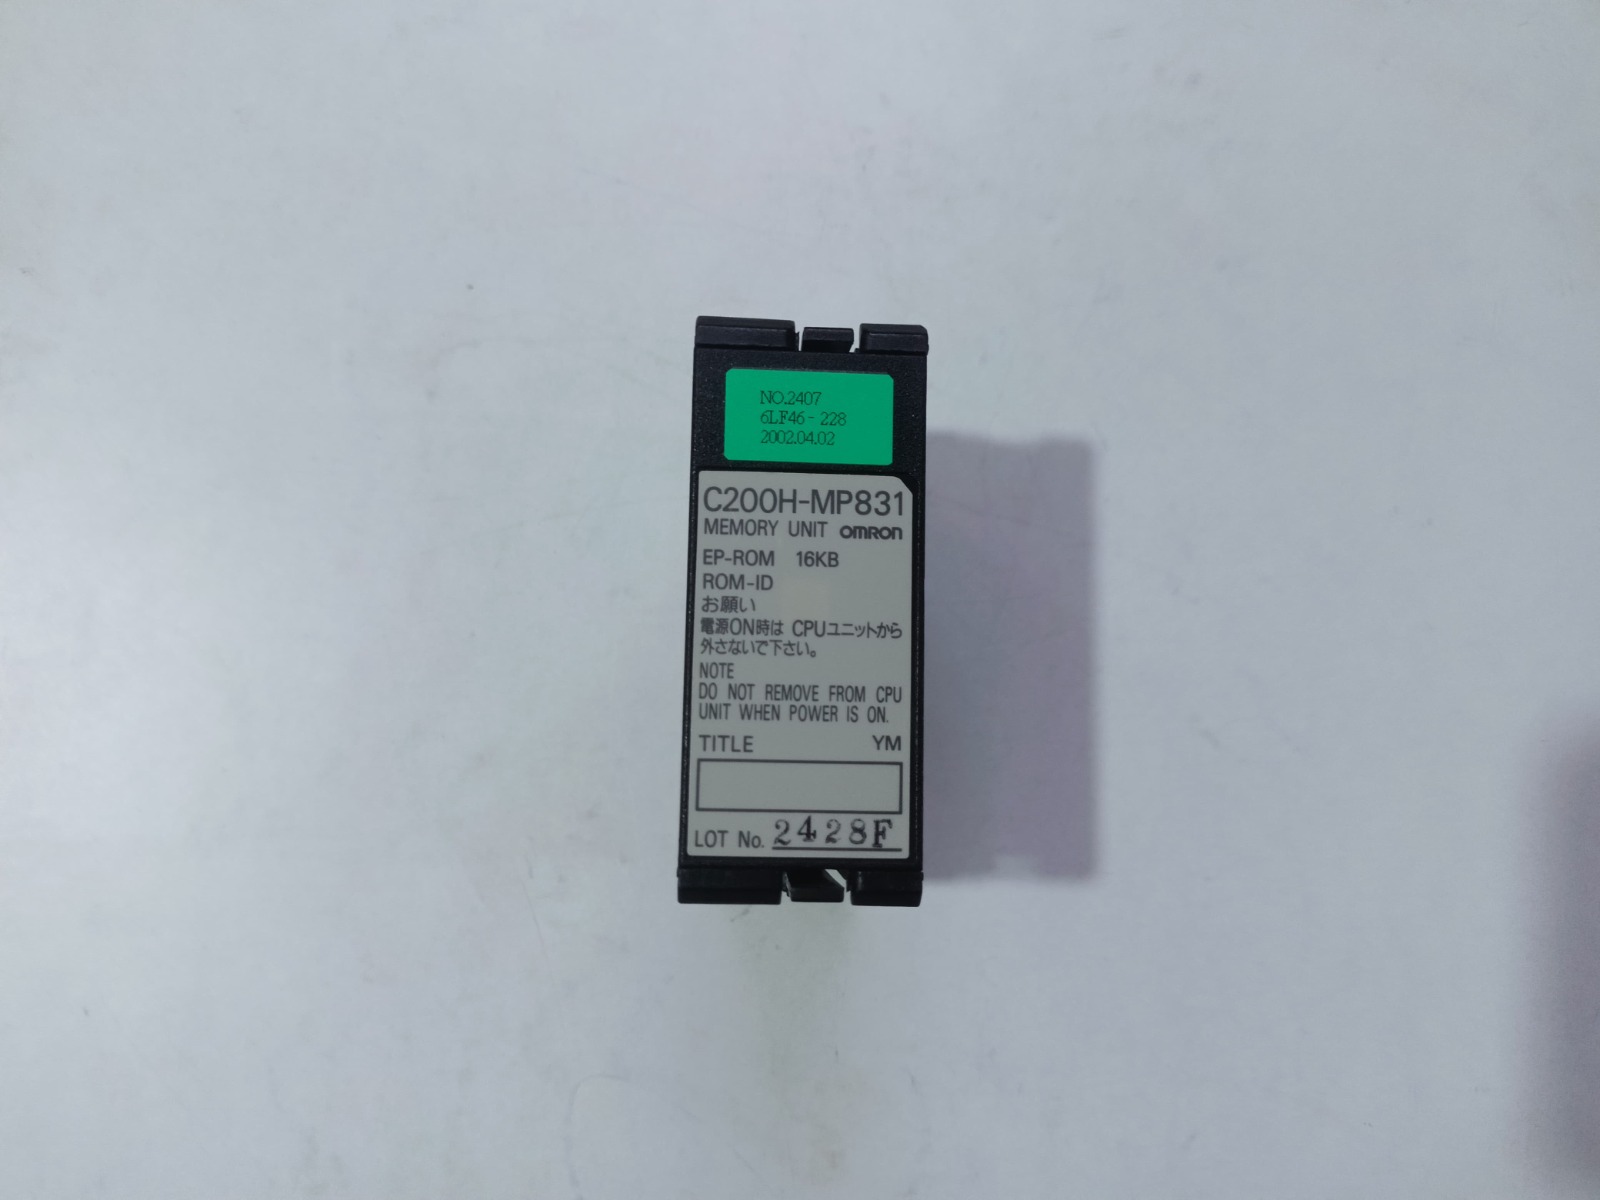 NO.2407
6LF46-228
2002.04.02
C200H-MP831
MEMORY UNIT OMRON
EP-ROM 16KB
ROM-ID
お願い
電源ON時は CPUユニットから
外さないで下さい。
NOTE
DO NOT REMOVE FROM CPU
UNIT WHEN POWER IS ON.
TITLE YM
LOT No. 2428F